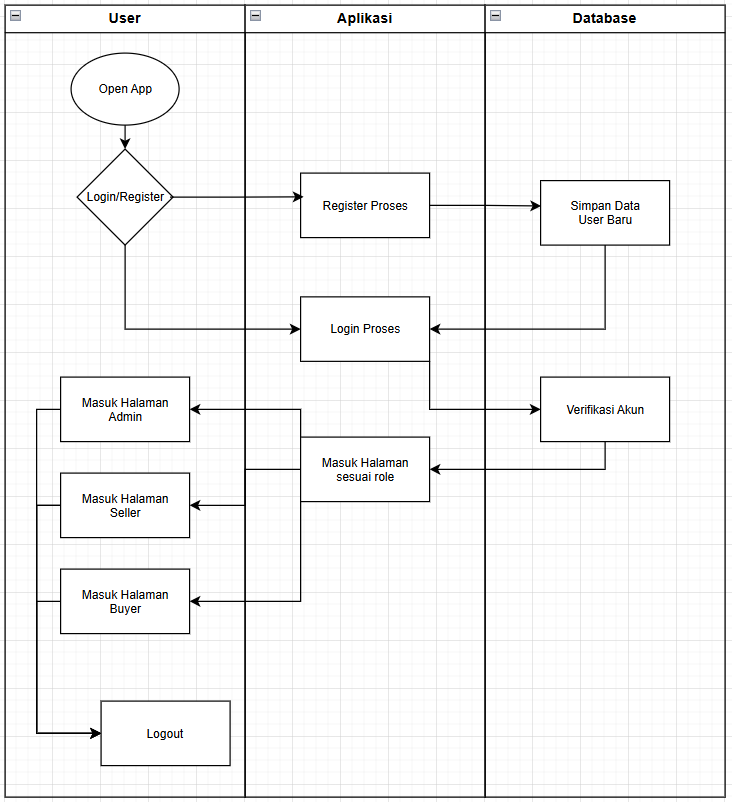 User
Aplikasi
Database
Open App
Login/Register
Register Proses
Simpan Data
User Baru
Login Proses
Masuk Halaman
Admin
Verifikasi Akun
Masuk Halaman
sesuai role
Masuk Halaman
Seller
Masuk Halaman
Buyer
Logout